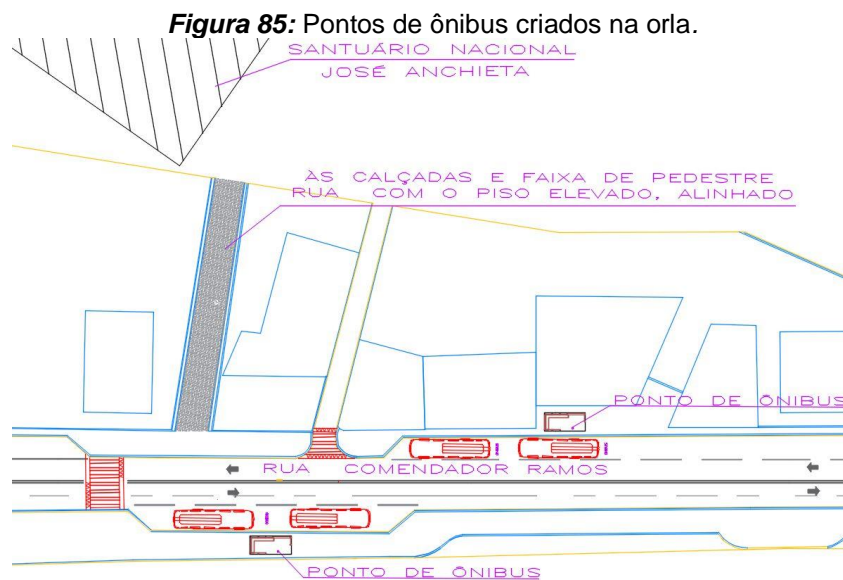 Figura 85: Pontos de ônibus criados na orla.
SANTUÁRIO NACIONAL
JOSÉ ANCHIETA
ÀS CALÇADAS E FAIXA DE PEDESTRE
RUA COM O PISO ELEVADO, ALINHADO
PONTO DE ÔNIBUS
RUA COMENDADOR RAMOS
PONTO DE ÔNIBUS